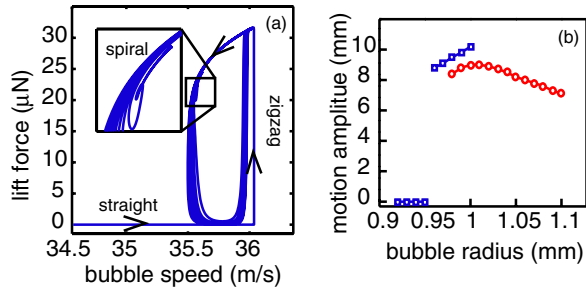 (a)
lift force (μN)
30
25
20
15
10
5
0
spiral
zigzag
straight
34.5 35 35.5 36
bubble speed (m/s)
(b)
motion amplitue (mm)
10
8
6
4
2
0
0.9 0.95 1 1.05 1.1
bubble radius (mm)